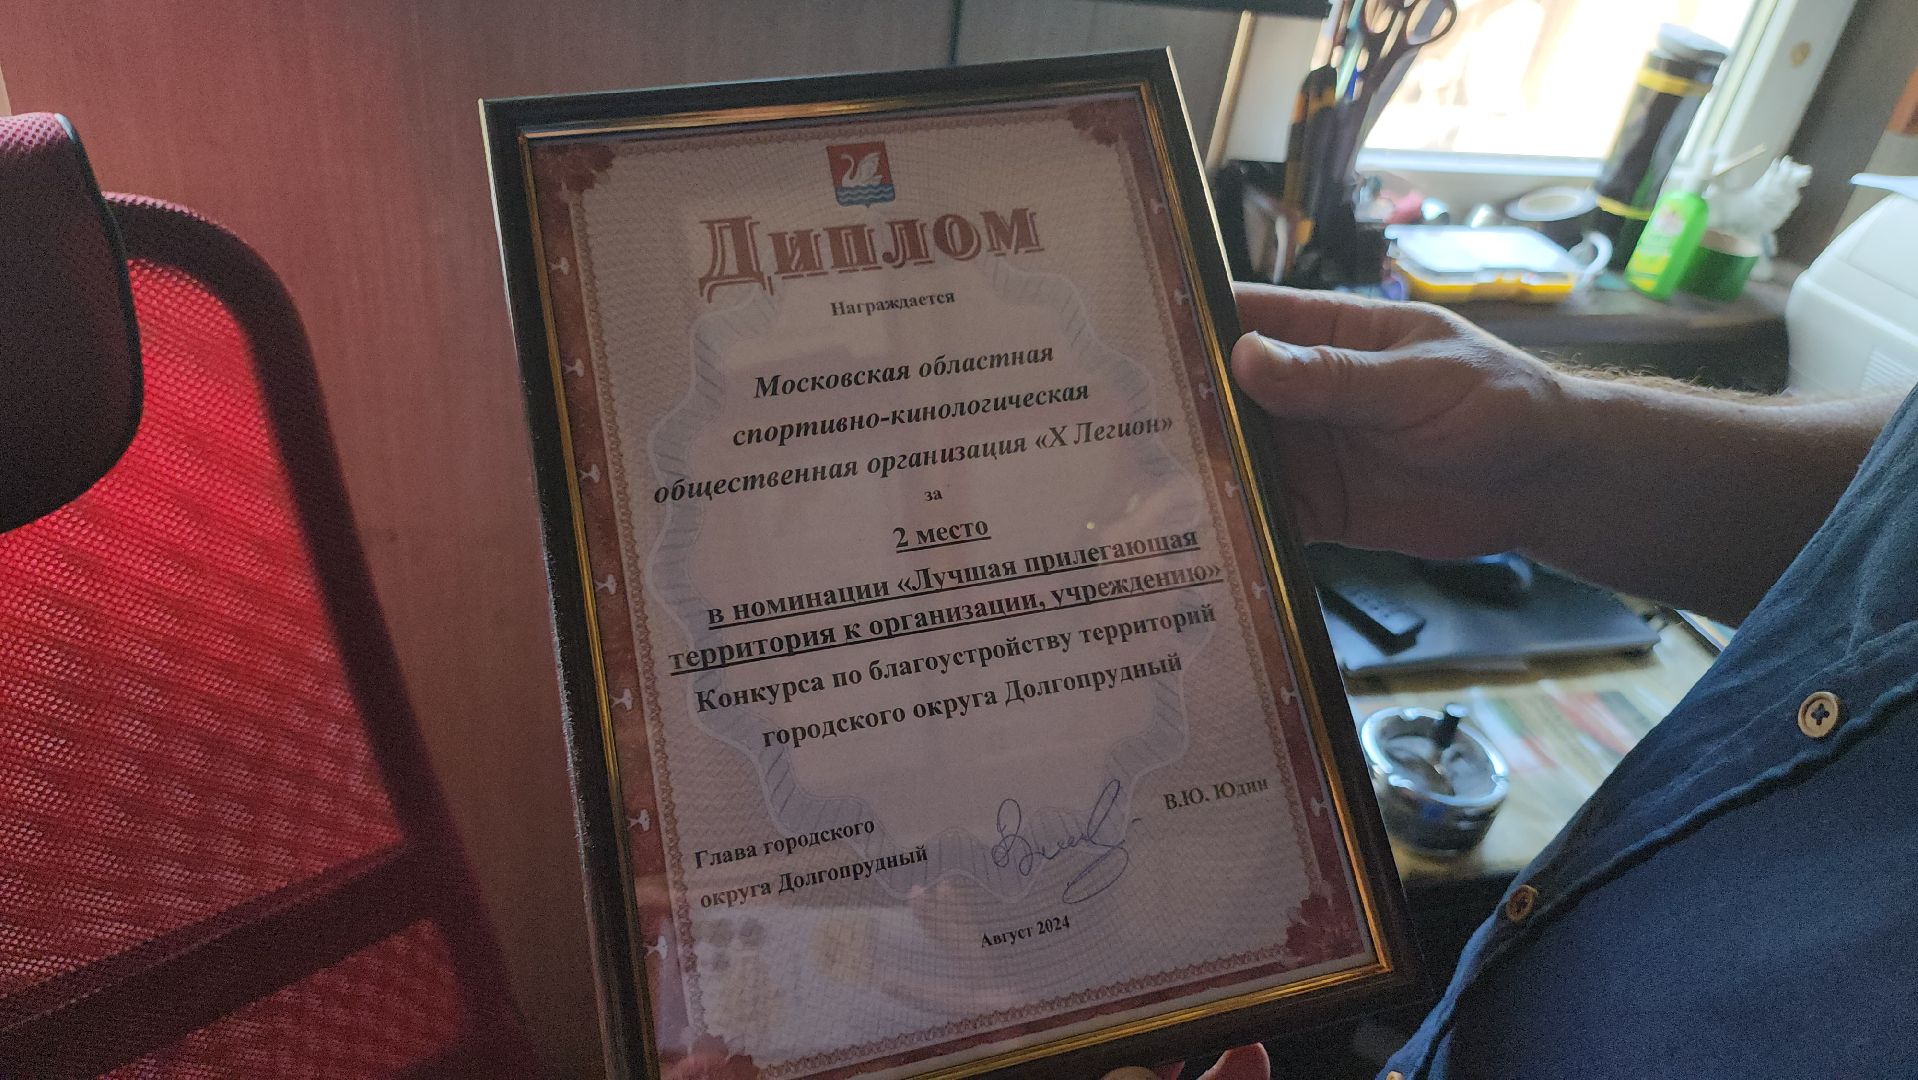 Диплом
Награждается
Московская областная
спортивно-кинологическая
общественная организация «X Легион»
за
2 место
в номинации «Лучшая прилегающая
территория к организации, учреждению»
Конкурса по благоустройству территорий
городского округа Долгопрудный
Глава городского
округа Долгопрудный
В.Ю. Юдин
Август 2024